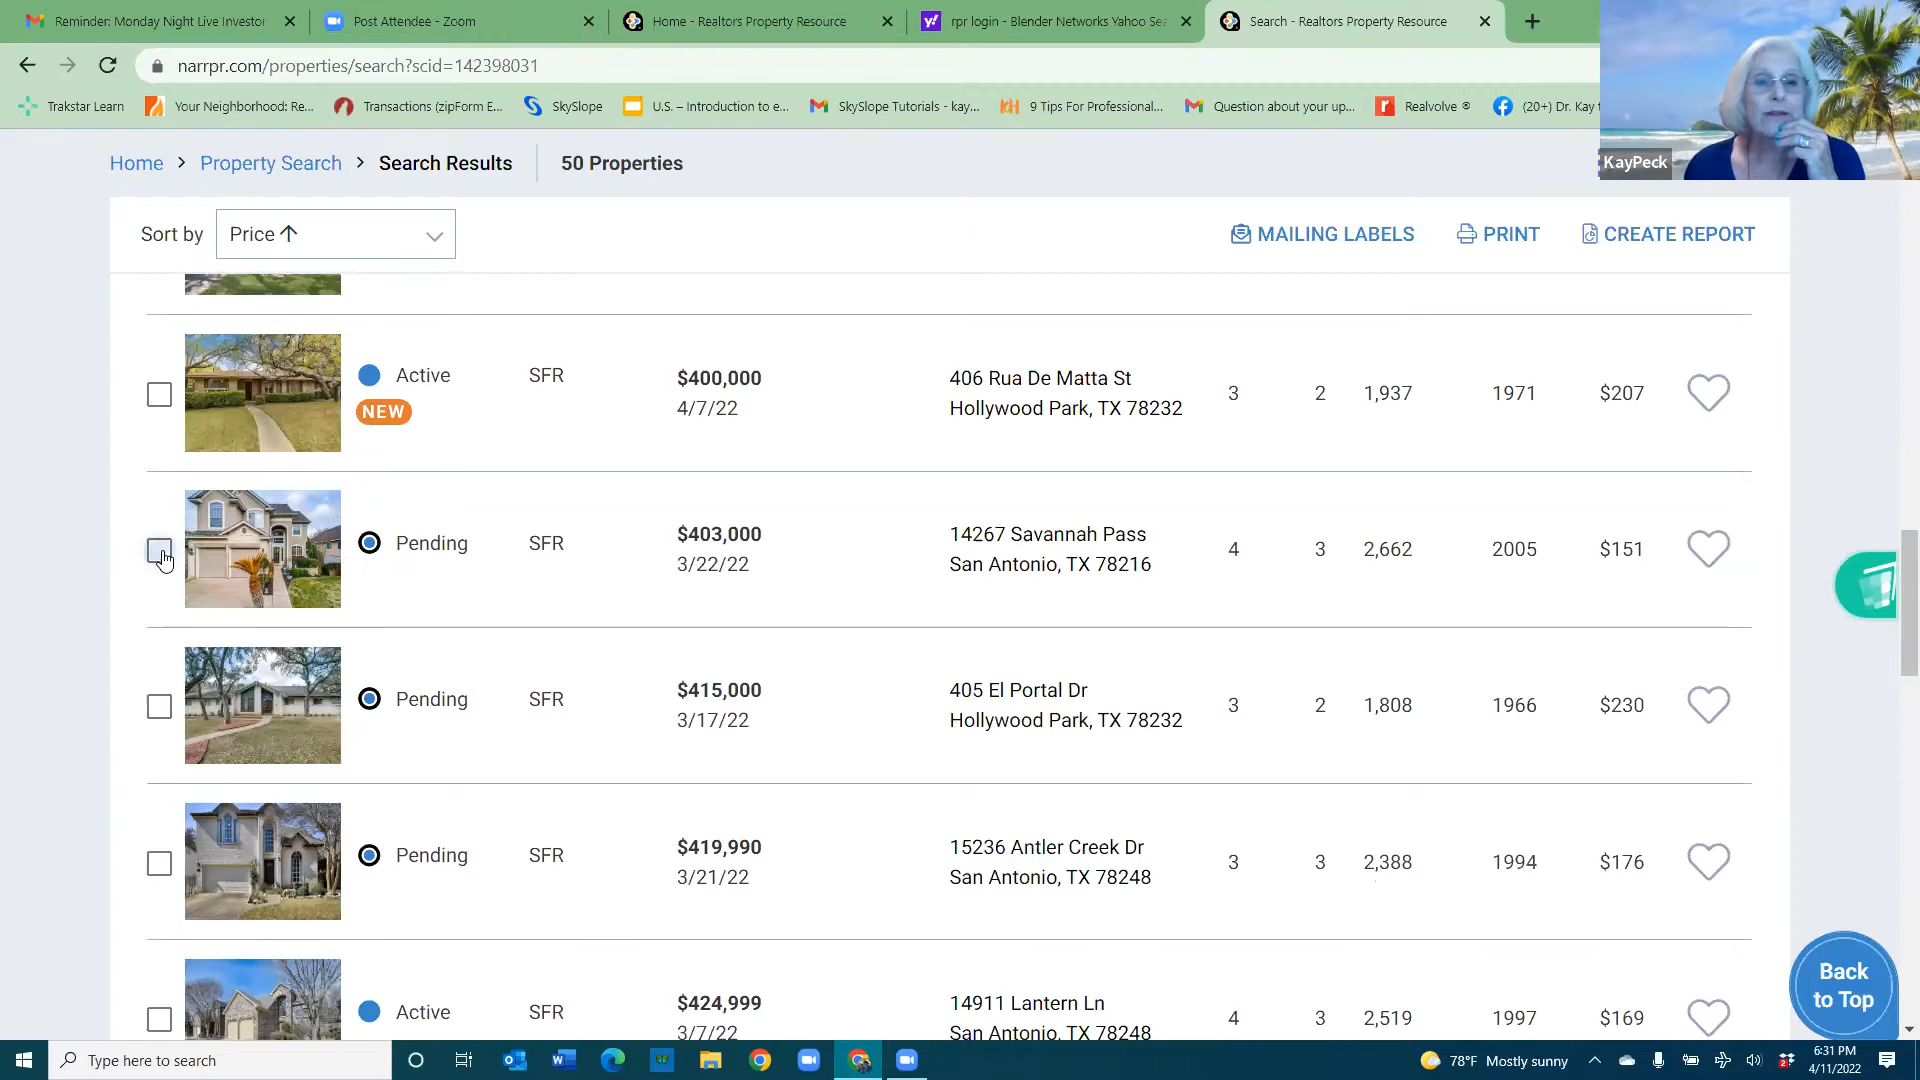 Reminder: Monday Night Live Investor
Post Attendee - Zoom
Home - Realtors Property Resource
rpr login - Blender Networks Yahoo Sea
Search - Realtors Property Resource
narrpr.com/properties/search?scid=142398031
Trakstar Learn
Your Neighborhood: Re...
Transactions (zipForm E...
SkySlope
U.S. – Introduction to e...
SkySlope Tutorials - kay...
9 Tips For Professional...
Question about your up...
Realvolve ®
(20+) Dr. Kay
KayPeck
Home > Property Search > Search Results
50 Properties
Sort by Price ↑
MAILING LABELS
PRINT
CREATE REPORT
Active SFR $400,000 406 Rua De Matta St 3 2 1,937 1971 $207
NEW 4/7/22 Hollywood Park, TX 78232
Pending SFR $403,000 14267 Savannah Pass 4 3 2,662 2005 $151
3/22/22 San Antonio, TX 78216
Pending SFR $415,000 405 El Portal Dr 3 2 1,808 1966 $230
3/17/22 Hollywood Park, TX 78232
Pending SFR $419,990 15236 Antler Creek Dr 3 3 2,388 1994 $176
3/21/22 San Antonio, TX 78248
Active SFR $424,999 14911 Lantern Ln 4 3 2,519 1997 $169
3/7/22 San Antonio, TX 78248
Back
to Top
Type here to search
78°F Mostly sunny
6:31 PM
4/11/2022